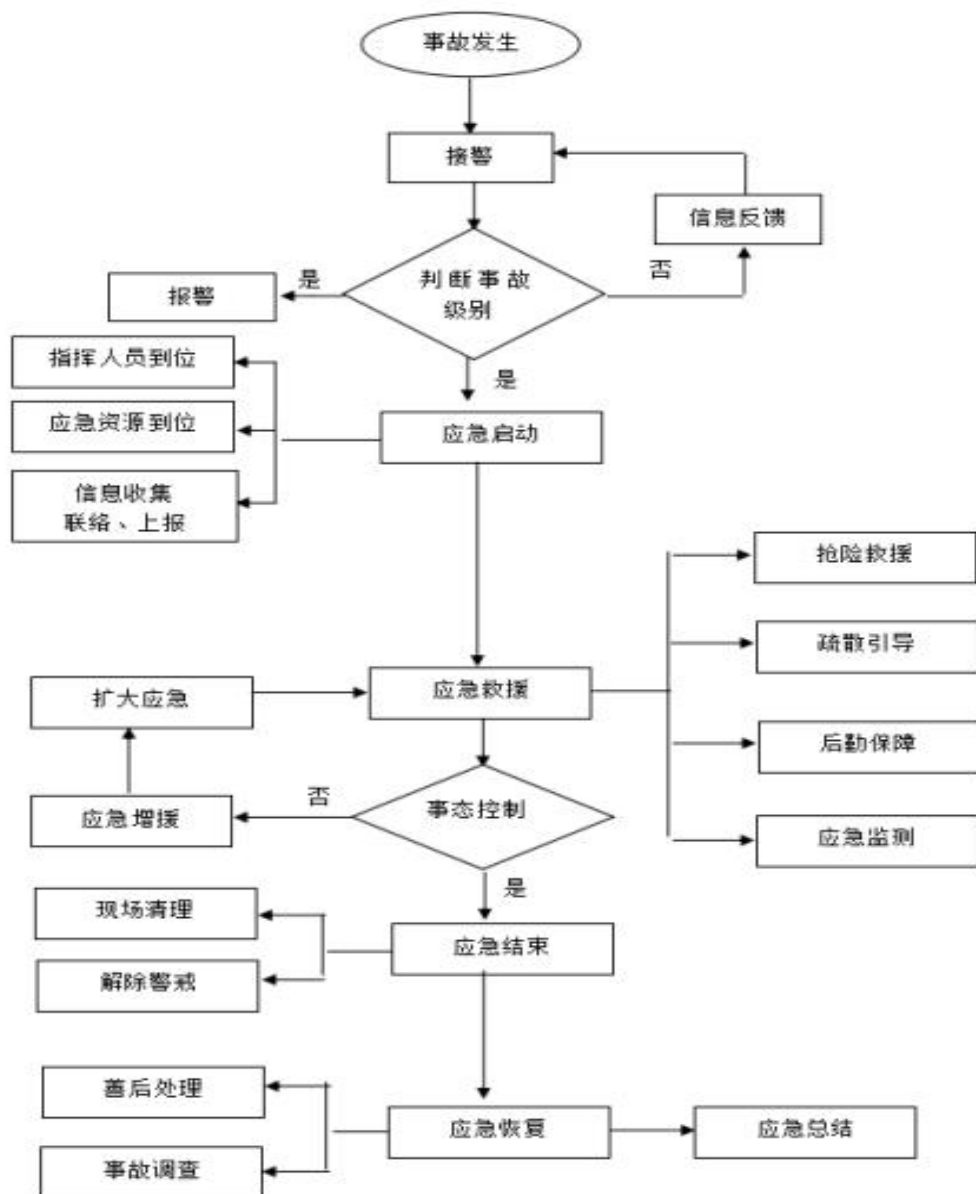 事故发生
接警
信息反馈
判断事故
级别
是
否
报警
指挥人员到位
是
应急资源到位
应急启动
信息收集
联络、上报
抢险救援
疏散引导
扩大应急
应急救援
后勤保障
否
事态控制
应急增援
应急监测
是
现场清理
应急结束
解除警戒
善后处理
应急恢复
应急总结
事故调查